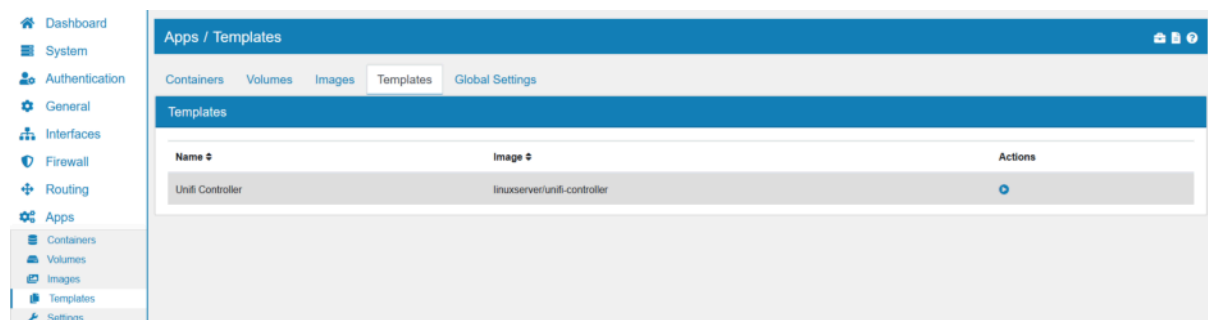 Dashboard
System
Authentication
General
Interfaces
Firewall
Routing
Apps
Containers
Volumes
Images
Templates
Settings
Apps / Templates
Containers Volumes Images Templates Global Settings
Templates
Name Image Actions
Unifi Controller linuxserver/unifi-controller